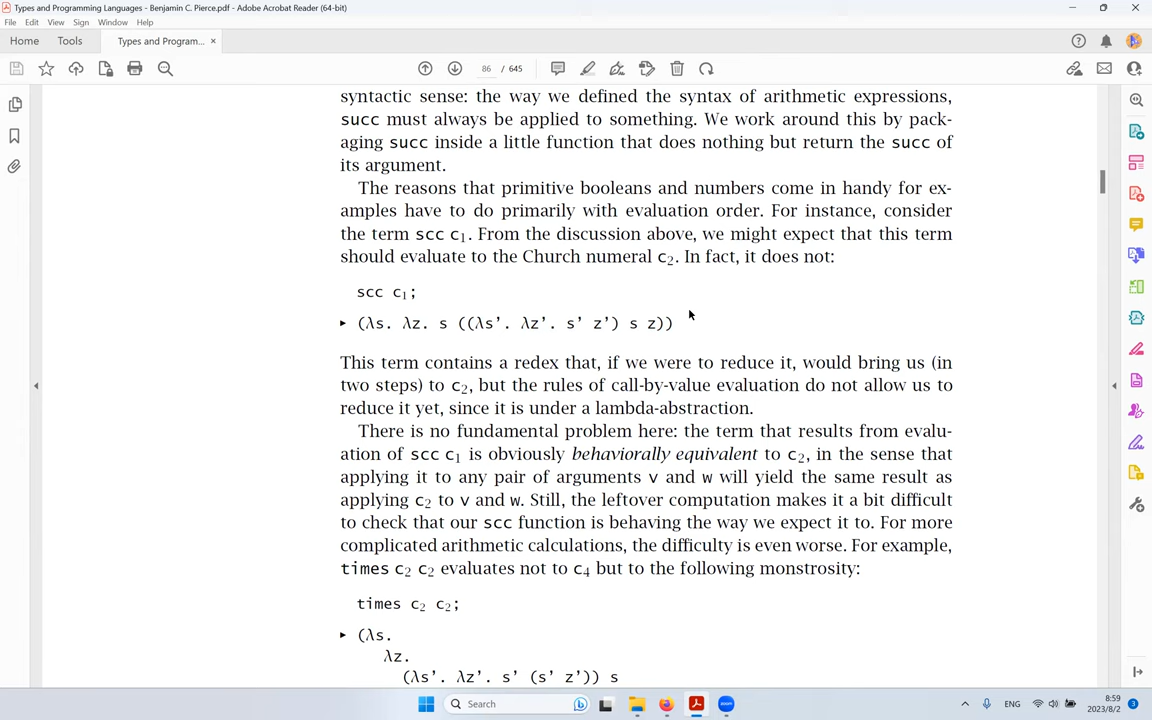 Types and Programming Languages - Benjamin C. Pierce.pdf - Adobe Acrobat Reader (64-bit)
File Edit View Sign Window Help
Home Tools Types and Program... ×
86 / 645
syntactic sense: the way we defined the syntax of arithmetic expressions,
succ must always be applied to something. We work around this by pack-
aging succ inside a little function that does nothing but return the succ of
its argument.
The reasons that primitive booleans and numbers come in handy for ex-
amples have to do primarily with evaluation order. For instance, consider
the term scc c₁. From the discussion above, we might expect that this term
should evaluate to the Church numeral c₂. In fact, it does not:
scc c₁;
▸ (λs. λz. s ((λs’. λz’. s’ z’) s z))
This term contains a redex that, if we were to reduce it, would bring us (in
two steps) to c₂, but the rules of call-by-value evaluation do not allow us to
reduce it yet, since it is under a lambda-abstraction.
There is no fundamental problem here: the term that results from evalu-
ation of scc c₁ is obviously behaviorally equivalent to c₂, in the sense that
applying it to any pair of arguments v and w will yield the same result as
applying c₂ to v and w. Still, the leftover computation makes it a bit difficult
to check that our scc function is behaving the way we expect it to. For more
complicated arithmetic calculations, the difficulty is even worse. For example,
times c₂ c₂ evaluates not to c₄ but to the following monstrosity:
times c₂ c₂;
▸ (λs.
λz.
(λs’. λz’. s’ (s’ z’)) s
Search
ENG
8:59
2023/8/2
3